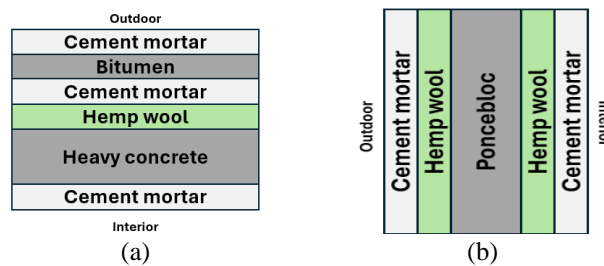 Outdoor
Cement mortar
Bitumen
Cement mortar
Hemp wool
Heavy concrete
Cement mortar
Interior
(a)
Outdoor
Cement mortar
Hemp wool
Poncebloc
Hemp wool
Cement mortar
Interior
(b)